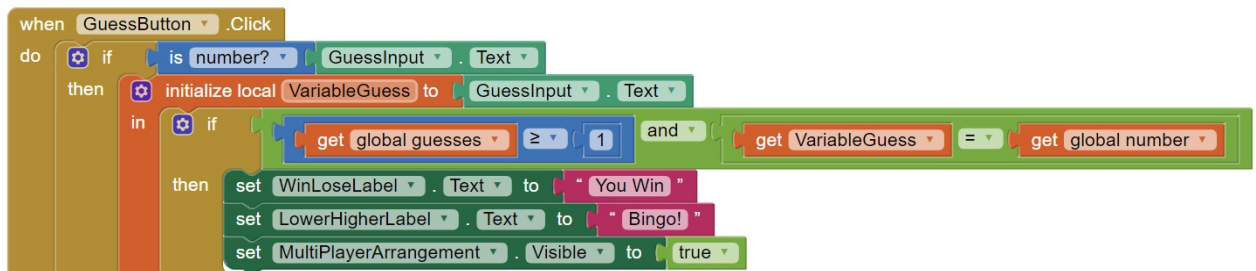 when GuessButton .Click
do if is number? GuessInput . Text
then initialize local VariableGuess to GuessInput . Text
in if get global guesses ≥ 1 and get VariableGuess = get global number
then set WinLoseLabel . Text to “ You Win ”
set LowerHigherLabel . Text to “ Bingo! ”
set MultiPlayerArrangement . Visible to true